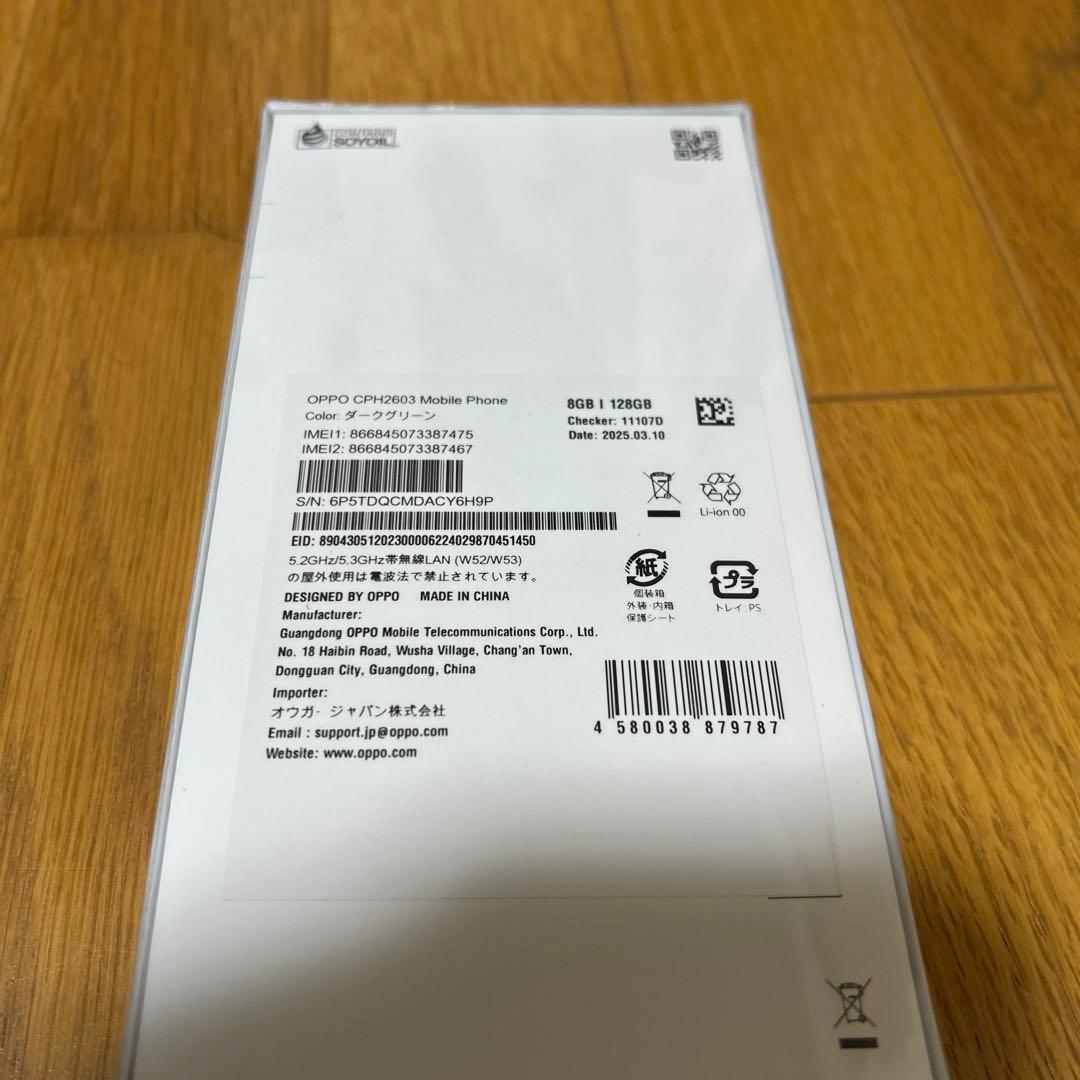 CONTAINS
SOYOIL
OPPO CPH2603 Mobile Phone
Color: ダークグリーン
IMEI1: 866845073387475
IMEI2: 866845073387467
S/N: 6P5TDQCMDACY6H9P
EID: 89043051202300006224029870451450
5.2GHz/5.3GHz帯無線LAN (W52/W53)
の屋外使用は電波法で禁止されています。
DESIGNED BY OPPO MADE IN CHINA
Manufacturer:
Guangdong OPPO Mobile Telecommunications Corp., Ltd.
No. 18 Haibin Road, Wusha Village, Chang'an Town,
Dongguan City, Guangdong, China
Importer:
オウガ・ジャパン株式会社
Email : support.jp@oppo.com
Website: www.oppo.com
8GB | 128GB
Checker: 11107D
Date: 2025.03.10
Li-ion 00
紙
個装箱
外装・内箱
保護シート
プラ
トレイ:PS
4 580038 879787